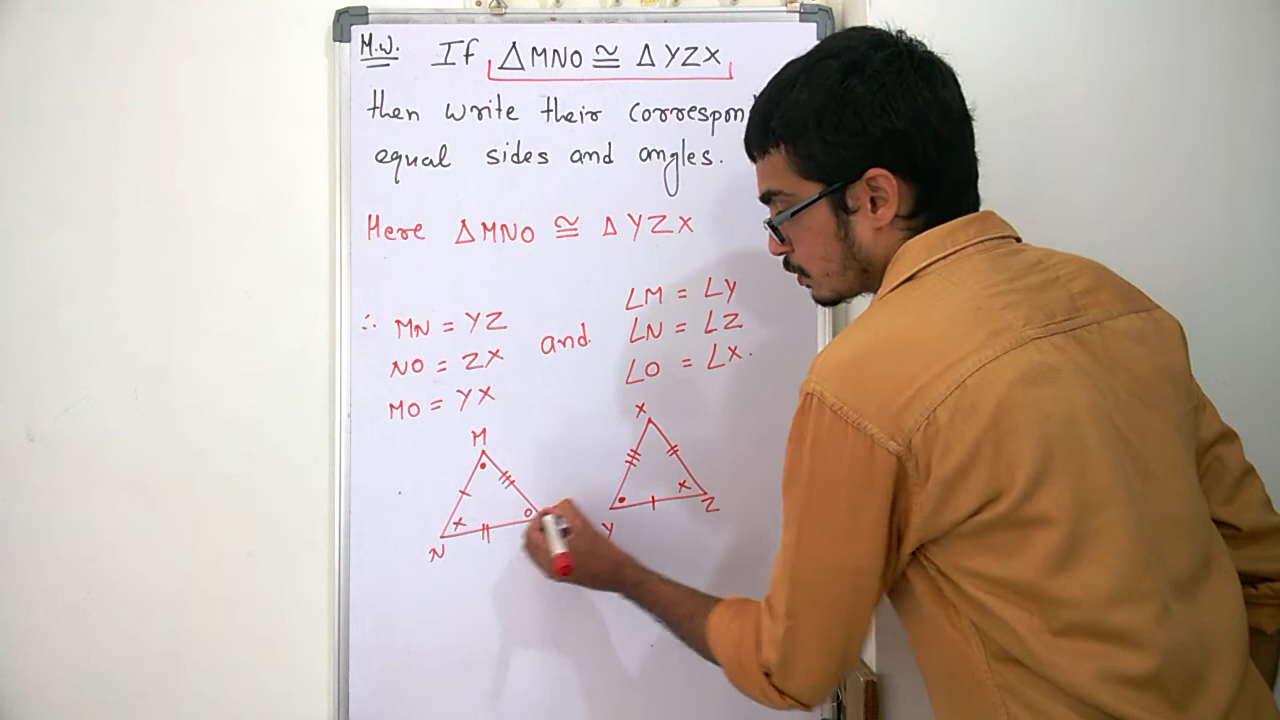 M.W. If △MNO ≅ △YZX
then write their correspon
equal sides and angles.
Here △MNO ≅ △YZX
∴ MN = YZ
NO = ZX
MO = YX
and
∠M = ∠Y
∠N = ∠Z
∠O = ∠X.
M
N
X
Y
Z